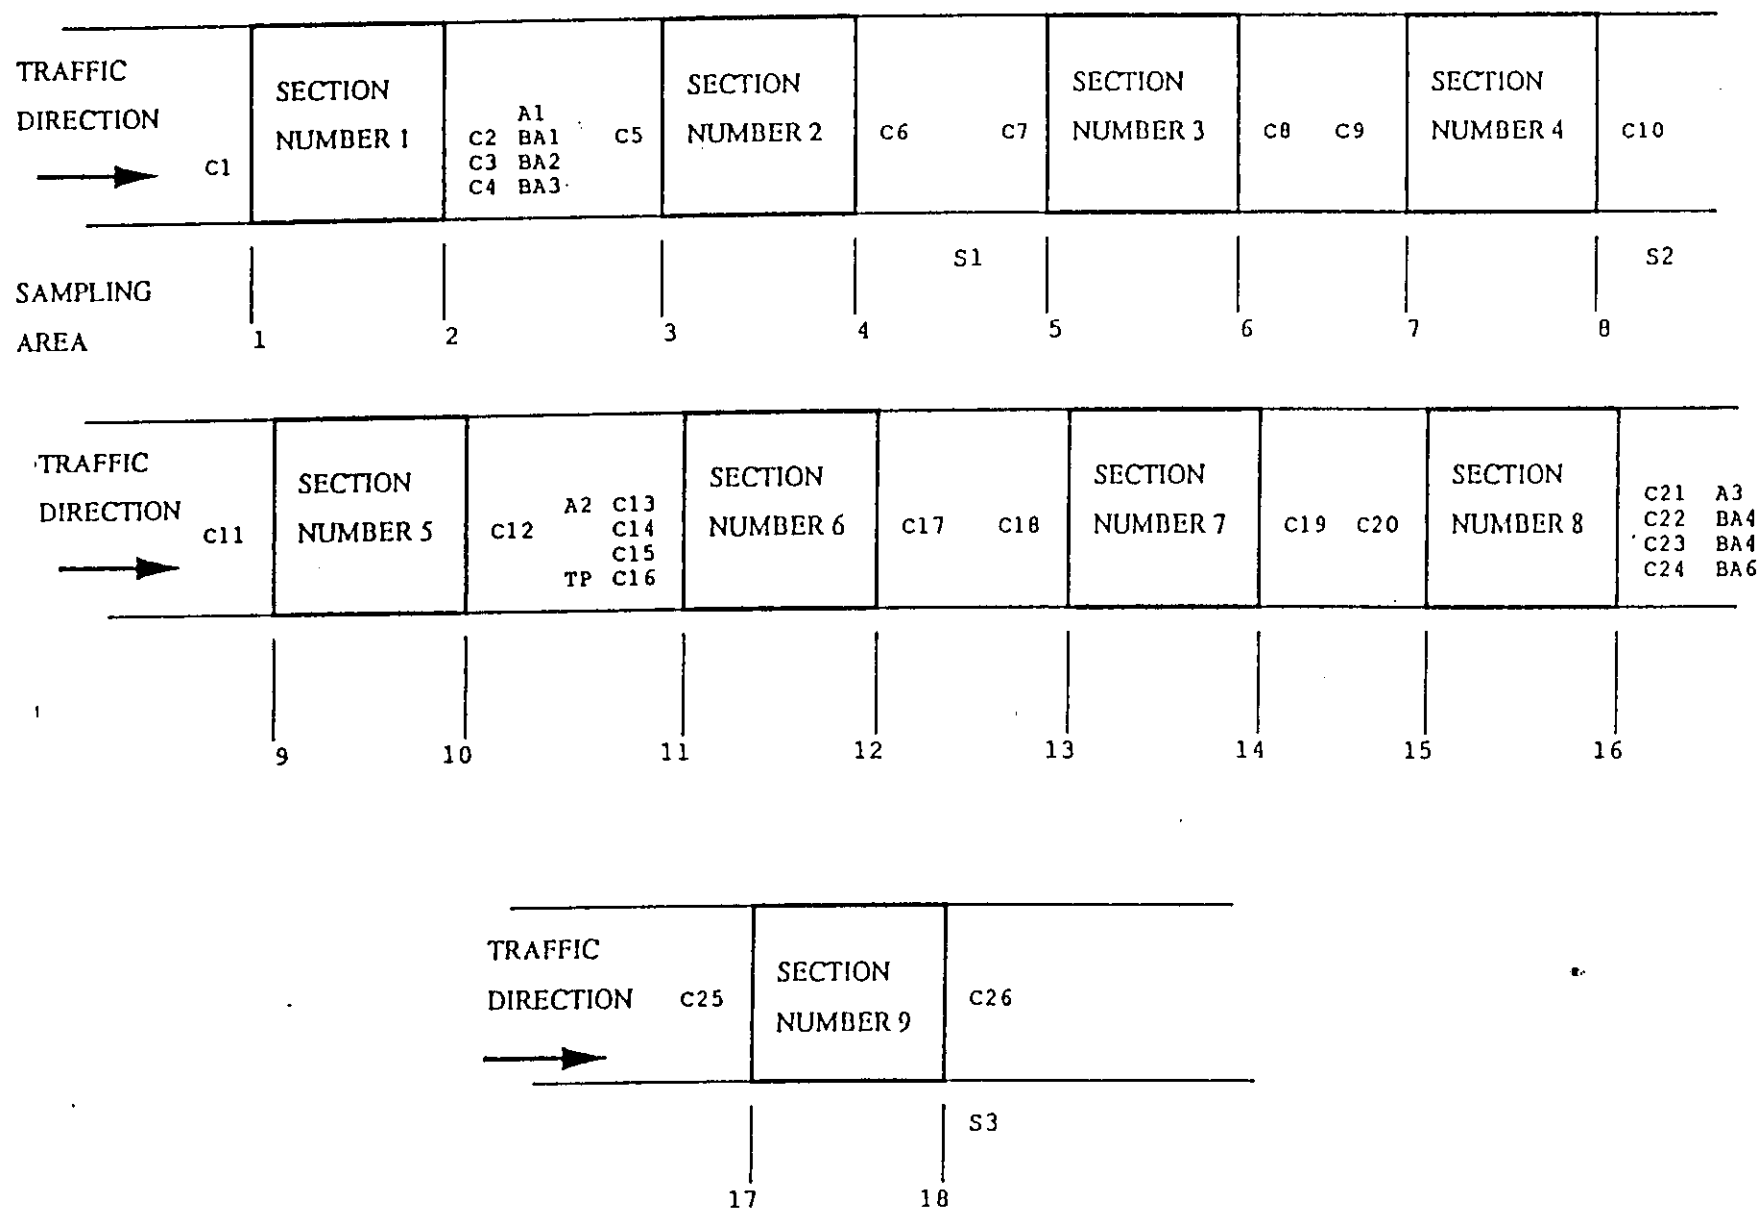 TRAFFIC
DIRECTION
C1
SECTION
NUMBER 1
A1
C2 BA1
C3 BA2
C4 BA3
C5
SECTION
NUMBER 2
C6
C7
SECTION
NUMBER 3
C8
C9
SECTION
NUMBER 4
C10
S1
S2
SAMPLING
AREA
1
2
3
4
5
6
7
8
TRAFFIC
DIRECTION
C11
SECTION
NUMBER 5
C12
A2 C13
C14
C15
TP C16
SECTION
NUMBER 6
C17
C18
SECTION
NUMBER 7
C19
C20
SECTION
NUMBER 8
C21 A3
C22 BA4
C23 BA4
C24 BA6
9
10
11
12
13
14
15
16
TRAFFIC
DIRECTION
C25
SECTION
NUMBER 9
C26
S3
17
18